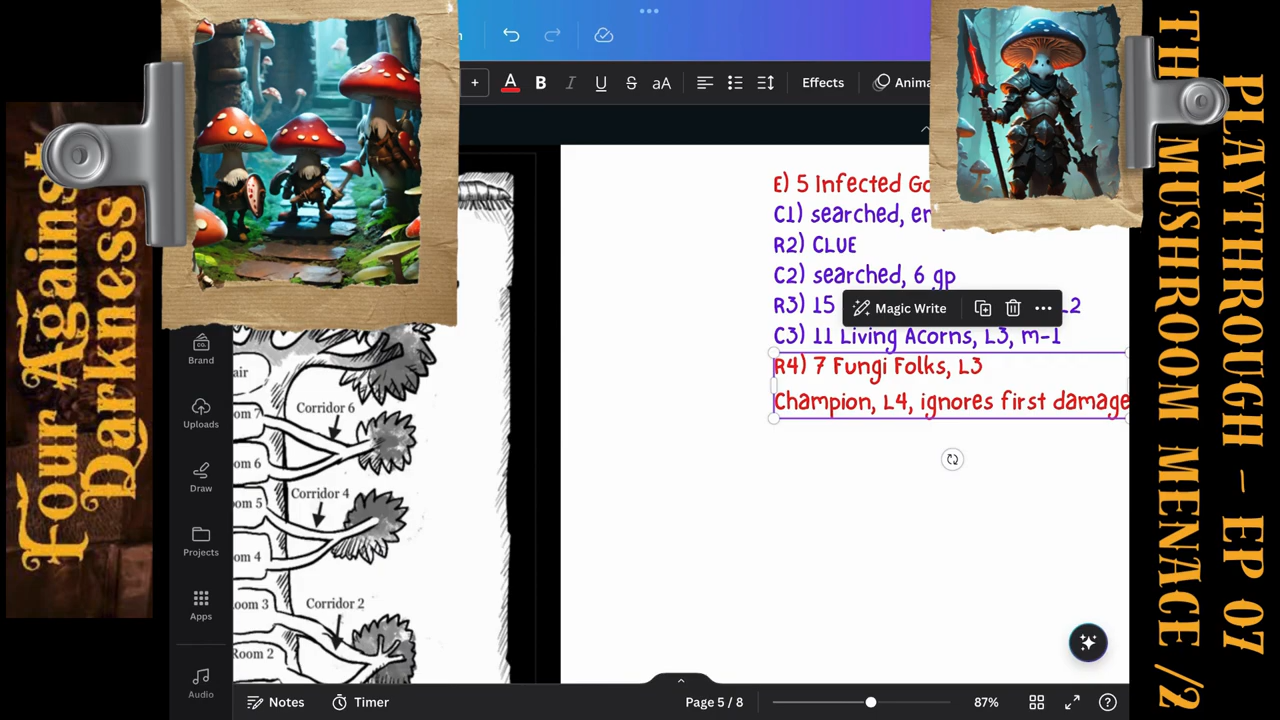 Four Against
Darkness
+
A
B
I
U
S
aA
Effects
Anima
E) 5 Infected Go
C1) searched, em
R2) CLUE
C2) searched, 6 gp
R3) 15
L2
Magic Write
C3) 11 Living Acorns, L3, m-1
R4) 7 Fungi Folks, L3
Champion, L4, ignores first damage
Brand
Uploads
Draw
Projects
Apps
Audio
air
oom 7
Corridor 6
oom 6
oom 5
Corridor 4
oom 4
oom 3
Corridor 2
Room 2
Notes
Timer
Page 5 / 8
87%
PLAYTHROUGH - EP 07
THE MUSHROOM MENACE /2